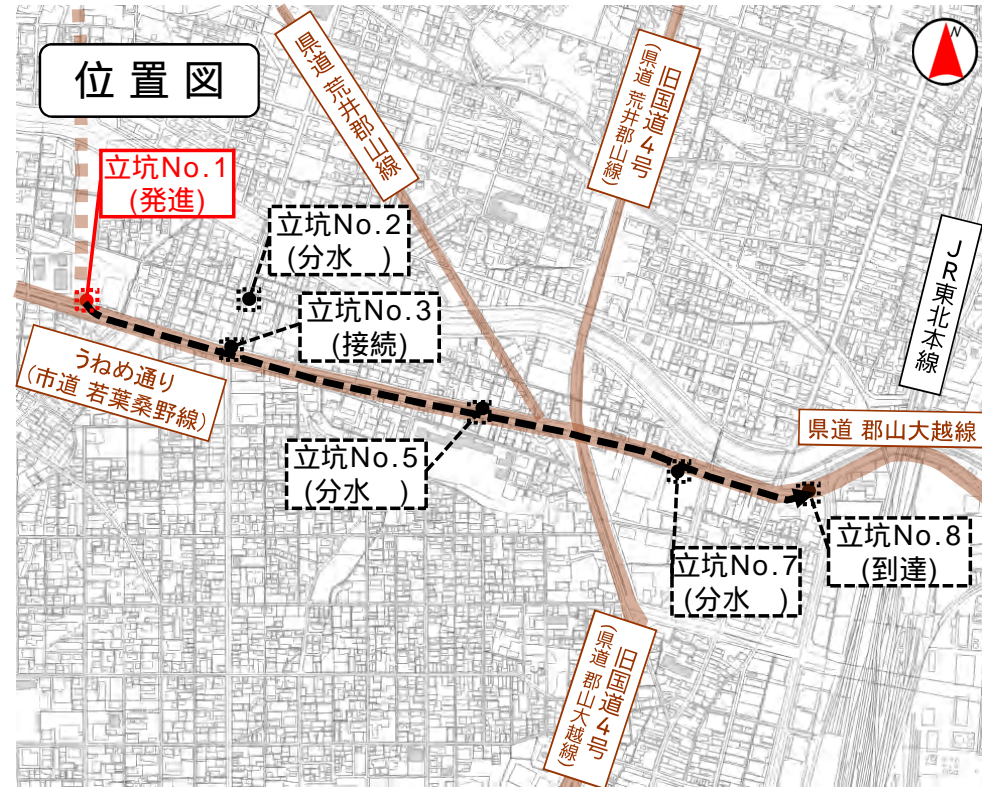 位置図
N
県道 荒井郡山線
旧国道4号
(県道 荒井郡山線)
立坑No.1
(発進)
立坑No.2
(分水　)
立坑No.3
(接続)
JR東北本線
うねめ通り
(市道 若葉桑野線)
県道 郡山大越線
立坑No.5
(分水　)
立坑No.7
(分水　)
立坑No.8
(到達)
旧国道4号
(県道 郡山大越線)